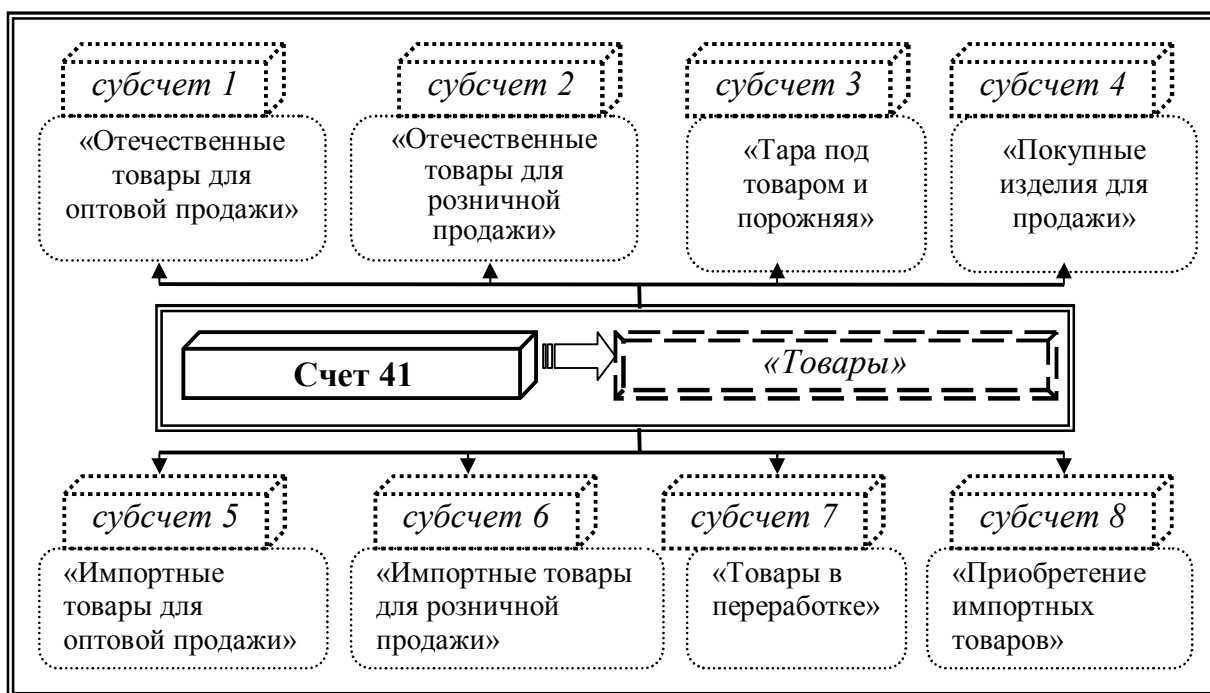 субсчет 1
«Отечественные
товары для
оптовой продажи»
субсчет 2
«Отечественные
товары для
розничной
продажи»
субсчет 3
«Тара под
товаром и
порожняя»
субсчет 4
«Покупные
изделия для
продажи»
Счет 41
«Товары»
субсчет 5
«Импортные
товары для
оптовой продажи»
субсчет 6
«Импортные товары
для розничной
продажи»
субсчет 7
«Товары в
переработке»
субсчет 8
«Приобретение
импортных
товаров»